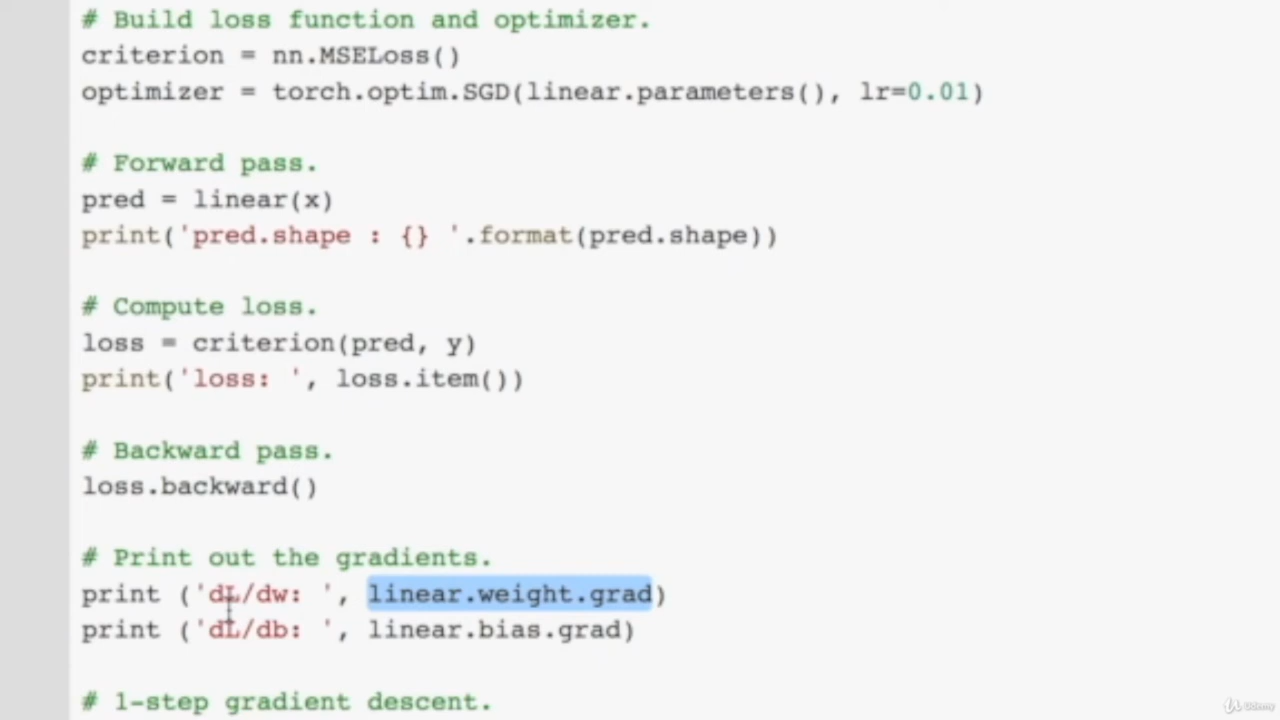 # Build loss function and optimizer.
criterion = nn.MSELoss()
optimizer = torch.optim.SGD(linear.parameters(), lr=0.01)
# Forward pass.
pred = linear(x)
print('pred.shape : {} '.format(pred.shape))
# Compute loss.
loss = criterion(pred, y)
print('loss: ', loss.item())
# Backward pass.
loss.backward()
# Print out the gradients.
print ('dL/dw: ', linear.weight.grad)
print ('dL/db: ', linear.bias.grad)
# 1-step gradient descent.
Udemy